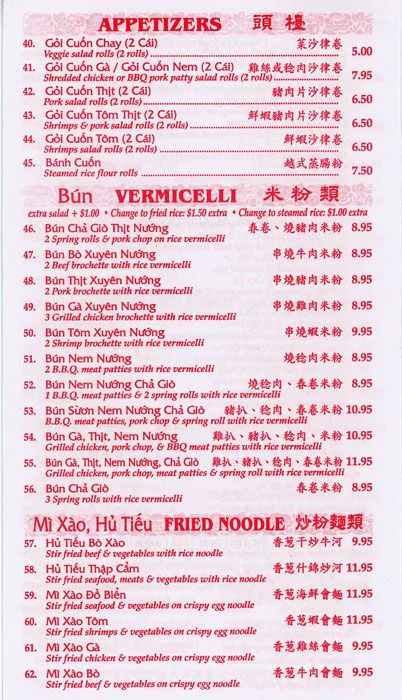 APPETIZERS 頭檯
40. Gỏi Cuốn Chay (2 Cái) 菜沙律卷
Veggie salad rolls (2 rolls) 5.00
41. Gỏi Cuốn Gà / Gỏi Cuốn Nem (2 Cái) 雞絲或稔肉沙律卷
Shredded chicken or BBQ pork patty salad rolls (2 rolls) 7.95
42. Gỏi Cuốn Thịt (2 Cái) 豬肉片沙律卷
Pork salad rolls (2 rolls) 6.50
43. Gỏi Cuốn Tôm Thịt (2 Cái) 鮮蝦豬肉片沙律卷
Shrimps & pork salad rolls (2 rolls) 6.50
44. Gỏi Cuốn Tôm (2 Cái) 鮮蝦沙律卷
Shrimps salad rolls (2 rolls) 6.50
45. Bánh Cuốn 越式蒸腸粉
Steamed rice flour rolls 7.50
Bún VERMICELLI 米粉類
extra salad + $1.00 • Change to fried rice: $1.50 extra • Change to steamed rice: $1.00 extra
46. Bún Chả Giò Thịt Nướng 春卷、燒豬肉米粉 8.95
2 Spring rolls & pork chop on rice vermicelli
47. Bún Bò Xuyên Nướng 串燒牛肉米粉 8.95
2 Beef brochette with rice vermicelli
48. Bún Thịt Xuyên Nướng 串燒豬肉米粉 8.95
2 Pork brochette with rice vermicelli
49. Bún Gà Xuyên Nướng 串燒雞肉米粉 8.95
3 Grilled chicken brochette with rice vermicelli
50. Bún Tôm Xuyên Nướng 串燒蝦米粉 9.95
2 Shrimp brochette with rice vermicelli
51. Bún Nem Nướng 燒稔肉米粉 8.95
2 B.B.Q. meat patties with rice vermicelli
52. Bún Nem Nướng Chả Giò 燒稔肉、春卷米粉 8.95
1 B.B.Q. meat patties & 2 spring rolls with rice vermicelli
53. Bún Sườn Nem Nướng Chả Giò 豬扒、稔肉、春卷米粉 10.95
B.B.Q. meat patties, pork chop & spring roll with rice vermicelli
54. Bún Gà, Thịt, Nem Nướng 雞扒、豬扒、稔肉米粉 10.95
Grilled chicken, pork chop, & BBQ meat patties with rice vermicelli
55. Bún Gà, Thịt, Nem Nướng, Chả Giò 雞扒、豬扒、稔肉、春卷米粉 11.95
Grilled chicken, pork chop, meat patties & spring roll with rice vermicelli
56. Bún Chả Giò 春卷米粉 8.95
3 Spring rolls with rice vermicelli
Mì Xào, Hủ Tiếu FRIED NOODLE 炒粉麵類
57. Hủ Tiếu Bò Xào 香蔥干炒牛河 9.95
Stir fried beef & vegetables with rice noodle
58. Hủ Tiếu Thập Cẩm 香蔥什錦炒河 11.95
Stir fried seafood, meats & vegetables with rice noodle
59. Mì Xào Đồ Biển 香蔥海鮮會麵 11.95
Stir fried seafood & vegetables on crispy egg noodle
60. Mì Xào Tôm 香蔥蝦會麵 11.95
Stir fried shrimps & vegetables on crispy egg noodle
61. Mì Xào Gà 香蔥雞絲會麵 9.95
Stir fried chicken & vegetables on crispy egg noodle
62. Mì Xào Bò 香蔥牛肉會麵 9.95
Stir fried beef & vegetables on crispy egg noodle